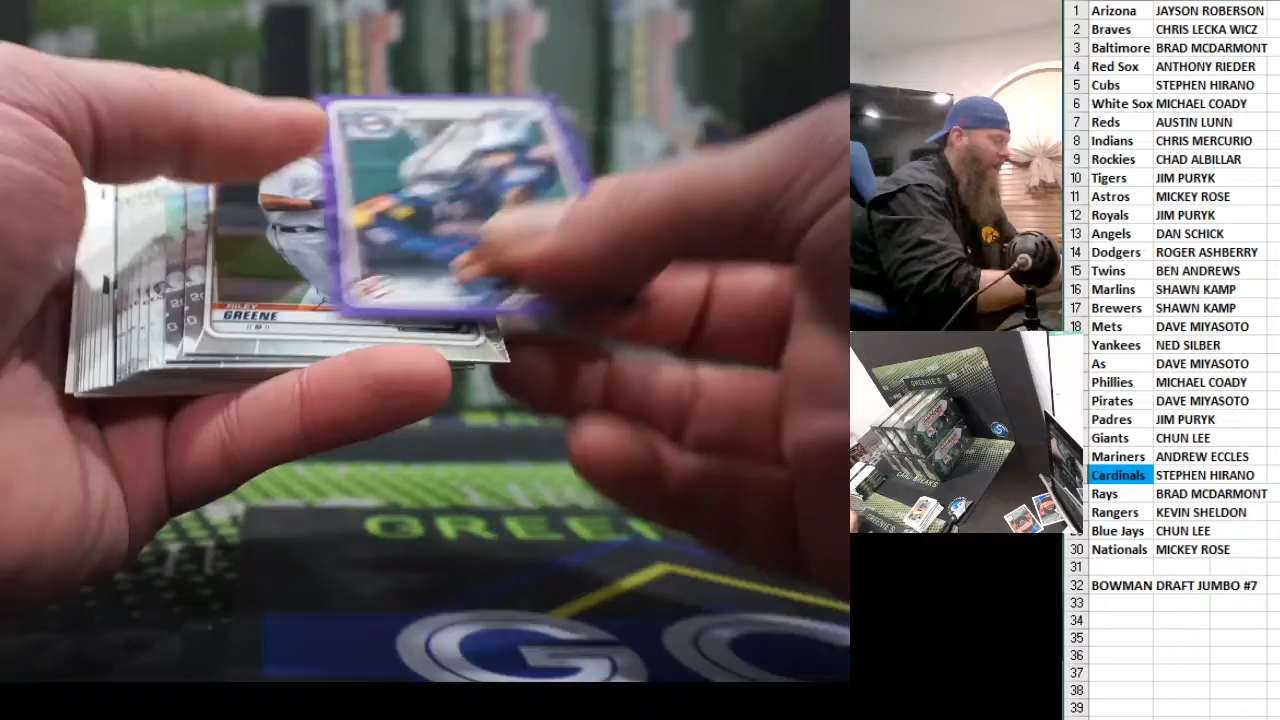 RILEY
GREENE
OF
GREEN
G
GREENIE'S
CARD BREAKS
1 Arizona JAYSON ROBERSON
2 Braves CHRIS LECKA WICZ
3 Baltimore BRAD MCDARMONT
4 Red Sox ANTHONY RIEDER
5 Cubs STEPHEN HIRANO
6 White Sox MICHAEL COADY
7 Reds AUSTIN LUNN
8 Indians CHRIS MERCURIO
9 Rockies CHAD ALBILLAR
10 Tigers JIM PURYK
11 Astros MICKEY ROSE
12 Royals JIM PURYK
13 Angels DAN SCHICK
14 Dodgers ROGER ASHBERRY
15 Twins BEN ANDREWS
16 Marlins SHAWN KAMP
17 Brewers SHAWN KAMP
18 Mets DAVE MIYASOTO
Yankees NED SILBER
As DAVE MIYASOTO
Phillies MICHAEL COADY
Pirates DAVE MIYASOTO
Padres JIM PURYK
Giants CHUN LEE
Mariners ANDREW ECCLES
Cardinals STEPHEN HIRANO
Rays BRAD MCDARMONT
Rangers KEVIN SHELDON
Blue Jays CHUN LEE
30 Nationals MICKEY ROSE
31
32 BOWMAN DRAFT JUMBO #7
33
34
35
36
37
38
39